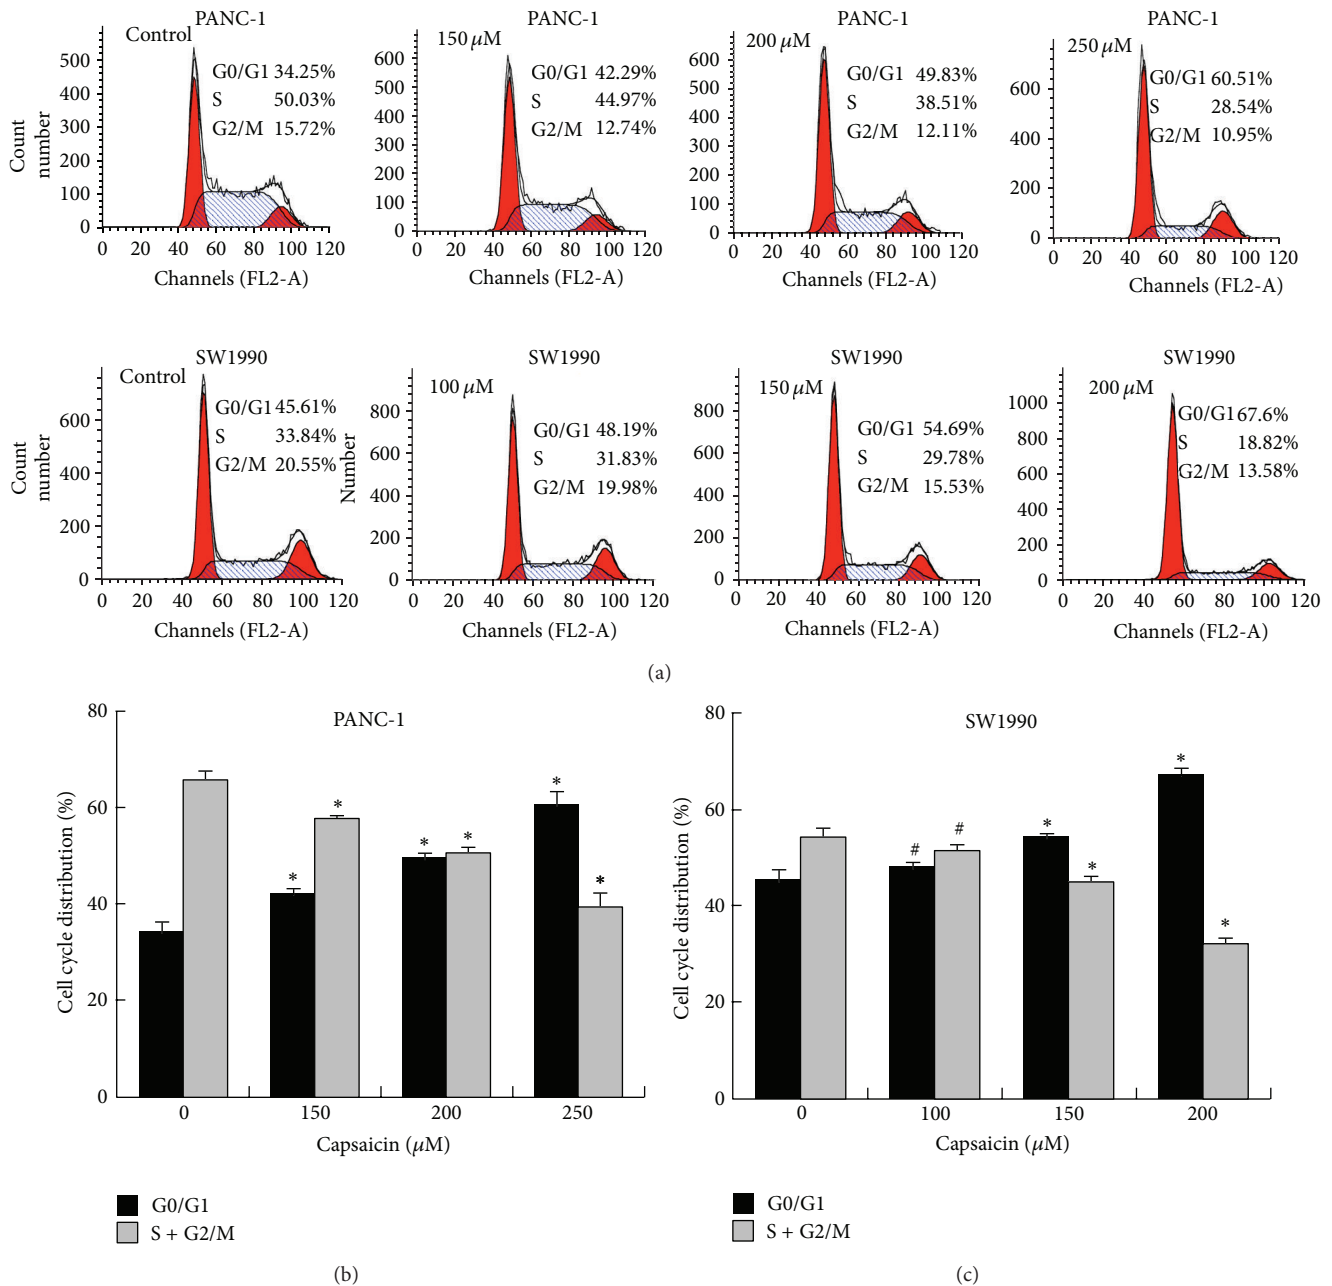 PANC-1
Control
G0/G1 34.25%
S 50.03%
G2/M 15.72%
Count number
500
400
300
200
100
0
0 20 40 60 80 100 120
Channels (FL2-A)
PANC-1
150 μM
G0/G1 42.29%
S 44.97%
G2/M 12.74%
600
500
400
300
200
100
0
0 20 40 60 80 100 120
Channels (FL2-A)
PANC-1
200 μM
G0/G1 49.83%
S 38.51%
G2/M 12.11%
600
500
400
300
200
100
0
0 20 40 60 80 100 120
Channels (FL2-A)
PANC-1
250 μM
G0/G1 60.51%
S 28.54%
G2/M 10.95%
600
400
200
0
0 20 40 60 80 100 120
Channels (FL2-A)
SW1990
Control
G0/G1 45.61%
S 33.84%
G2/M 20.55%
Count number
600
400
200
0
0 20 40 60 80 100 120
Channels (FL2-A)
SW1990
100 μM
G0/G1 48.19%
S 31.83%
G2/M 19.98%
Number
800
600
400
200
0
0 20 40 60 80 100 120
Channels (FL2-A)
SW1990
150 μM
G0/G1 54.69%
S 29.78%
G2/M 15.53%
800
600
400
200
0
0 20 40 60 80 100 120
Channels (FL2-A)
SW1990
200 μM
G0/G1 67.6%
S 18.82%
G2/M 13.58%
1000
800
600
400
200
0
0 20 40 60 80 100 120
Channels (FL2-A)
(a)
PANC-1
Cell cycle distribution (%)
80
60
40
20
0
* * * * * *
0 150 200 250
Capsaicin (μM)
G0/G1
S + G2/M
(b)
SW1990
Cell cycle distribution (%)
80
60
40
20
0
# # * * * *
0 100 150 200
Capsaicin (μM)
G0/G1
S + G2/M
(c)